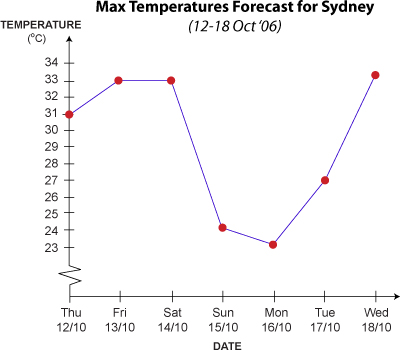 Max Temperatures Forecast for Sydney
(12-18 Oct ‘06)
TEMPERATURE
(°C)
34
33
32
31
30
29
28
27
26
25
24
23
Thu Fri Sat Sun Mon Tue Wed
12/10 13/10 14/10 15/10 16/10 17/10 18/10
DATE